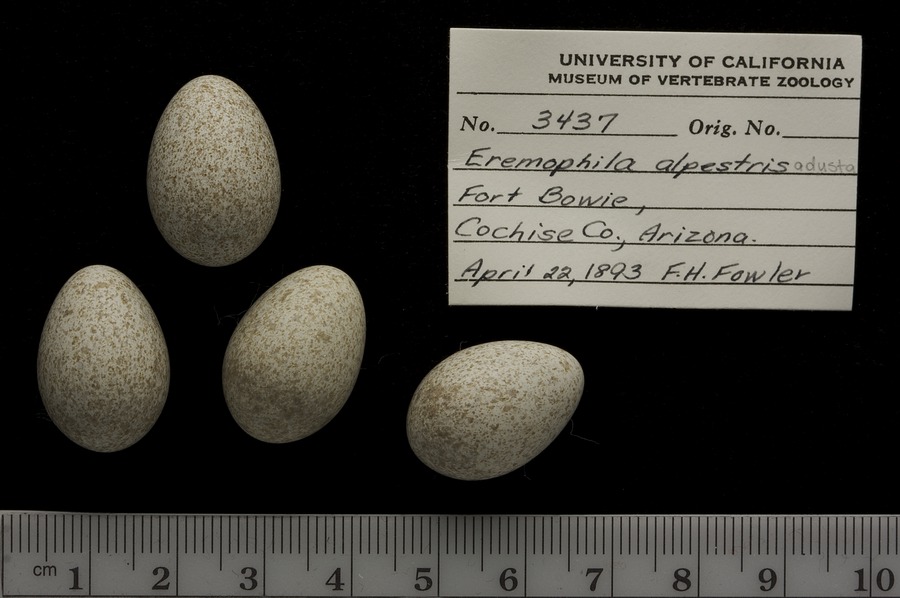 UNIVERSITY OF CALIFORNIA
MUSEUM OF VERTEBRATE ZOOLOGY
No. 3437 Orig. No.
Eremophila alpestris adusta
Fort Bowie,
Cochise Co., Arizona.
April 22, 1893 F.H. Fowler
cm 1 2 3 4 5 6 7 8 9 10